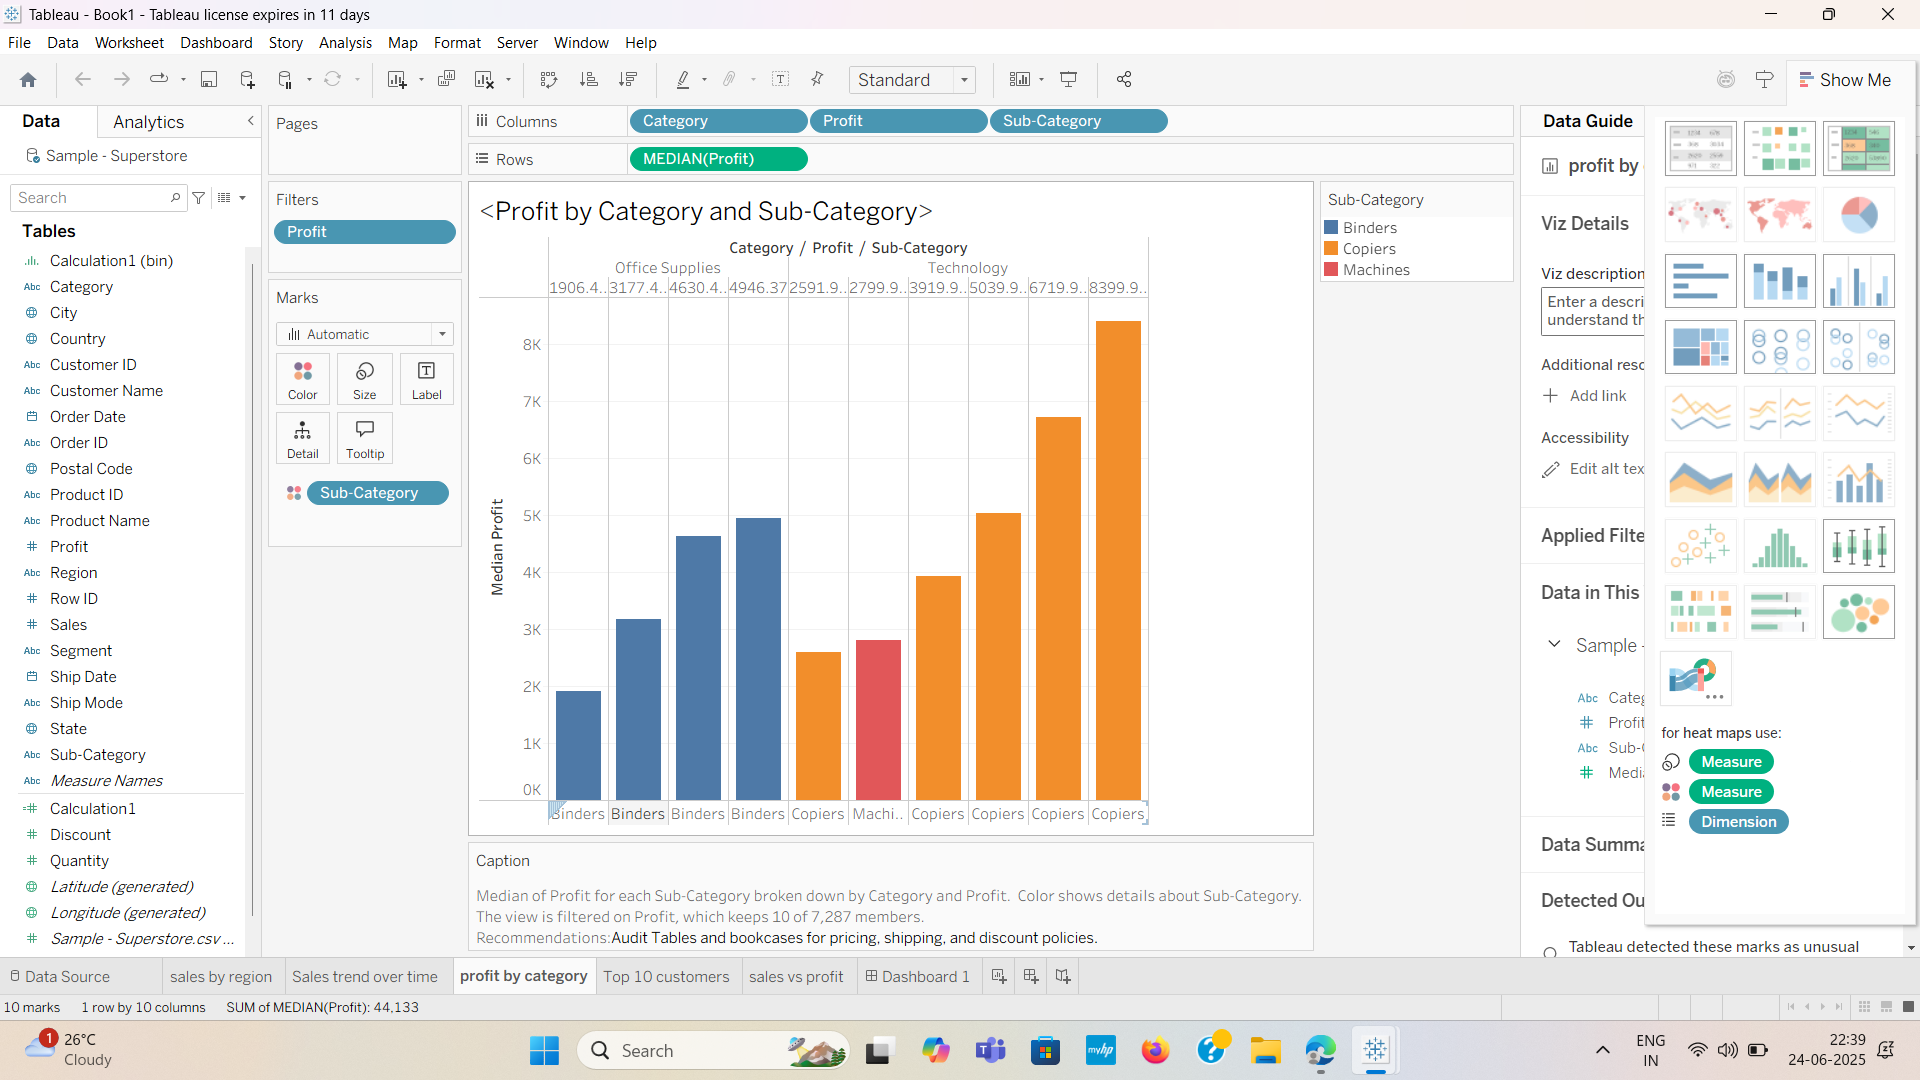 Tableau - Book1 - Tableau license expires in 11 days
File Data Worksheet Dashboard Story Analysis Map Format Server Window Help
Standard
Show Me
Data Analytics
Sample - Superstore
Search
Tables
Calculation1 (bin)
Category
City
Country
Customer ID
Customer Name
Order Date
Order ID
Postal Code
Product ID
Product Name
Profit
Region
Row ID
Sales
Segment
Ship Date
Ship Mode
State
Sub-Category
Measure Names
Calculation1
Discount
Quantity
Latitude (generated)
Longitude (generated)
Sample - Superstore.csv ...
Pages
Filters
Profit
Marks
Automatic
Color Size Label
Detail Tooltip
Sub-Category
Columns Category Profit Sub-Category
Rows MEDIAN(Profit)
<Profit by Category and Sub-Category>
Category / Profit / Sub-Category
Office Supplies Technology
1906.4.. 3177.4.. 4630.4.. 4946.37 2591.9.. 2799.9.. 3919.9.. 5039.9.. 6719.9.. 8399.9..
Median Profit
8K
7K
6K
5K
4K
3K
2K
1K
0K
Binders Binders Binders Binders Copiers Machi.. Copiers Copiers Copiers Copiers
Caption
Median of Profit for each Sub-Category broken down by Category and Profit. Color shows details about Sub-Category.
The view is filtered on Profit, which keeps 10 of 7,287 members.
Recommendations:Audit Tables and bookcases for pricing, shipping, and discount policies.
Sub-Category
Binders
Copiers
Machines
Data Guide
profit by
Viz Details
Viz description
Enter a descri
understand th
Additional reso
Add link
Accessibility
Edit alt tex
Applied Filte
Data in This
Sample -
Categ
Profit
Sub-C
Media
Data Summa
Detected Ou
Tableau detected these marks as unusual
for heat maps use:
Measure
Measure
Dimension
Data Source sales by region Sales trend over time profit by category Top 10 customers sales vs profit Dashboard 1
10 marks 1 row by 10 columns SUM of MEDIAN(Profit): 44,133
1
26°C
Cloudy
Search
myhp
ENG
IN
22:39
24-06-2025